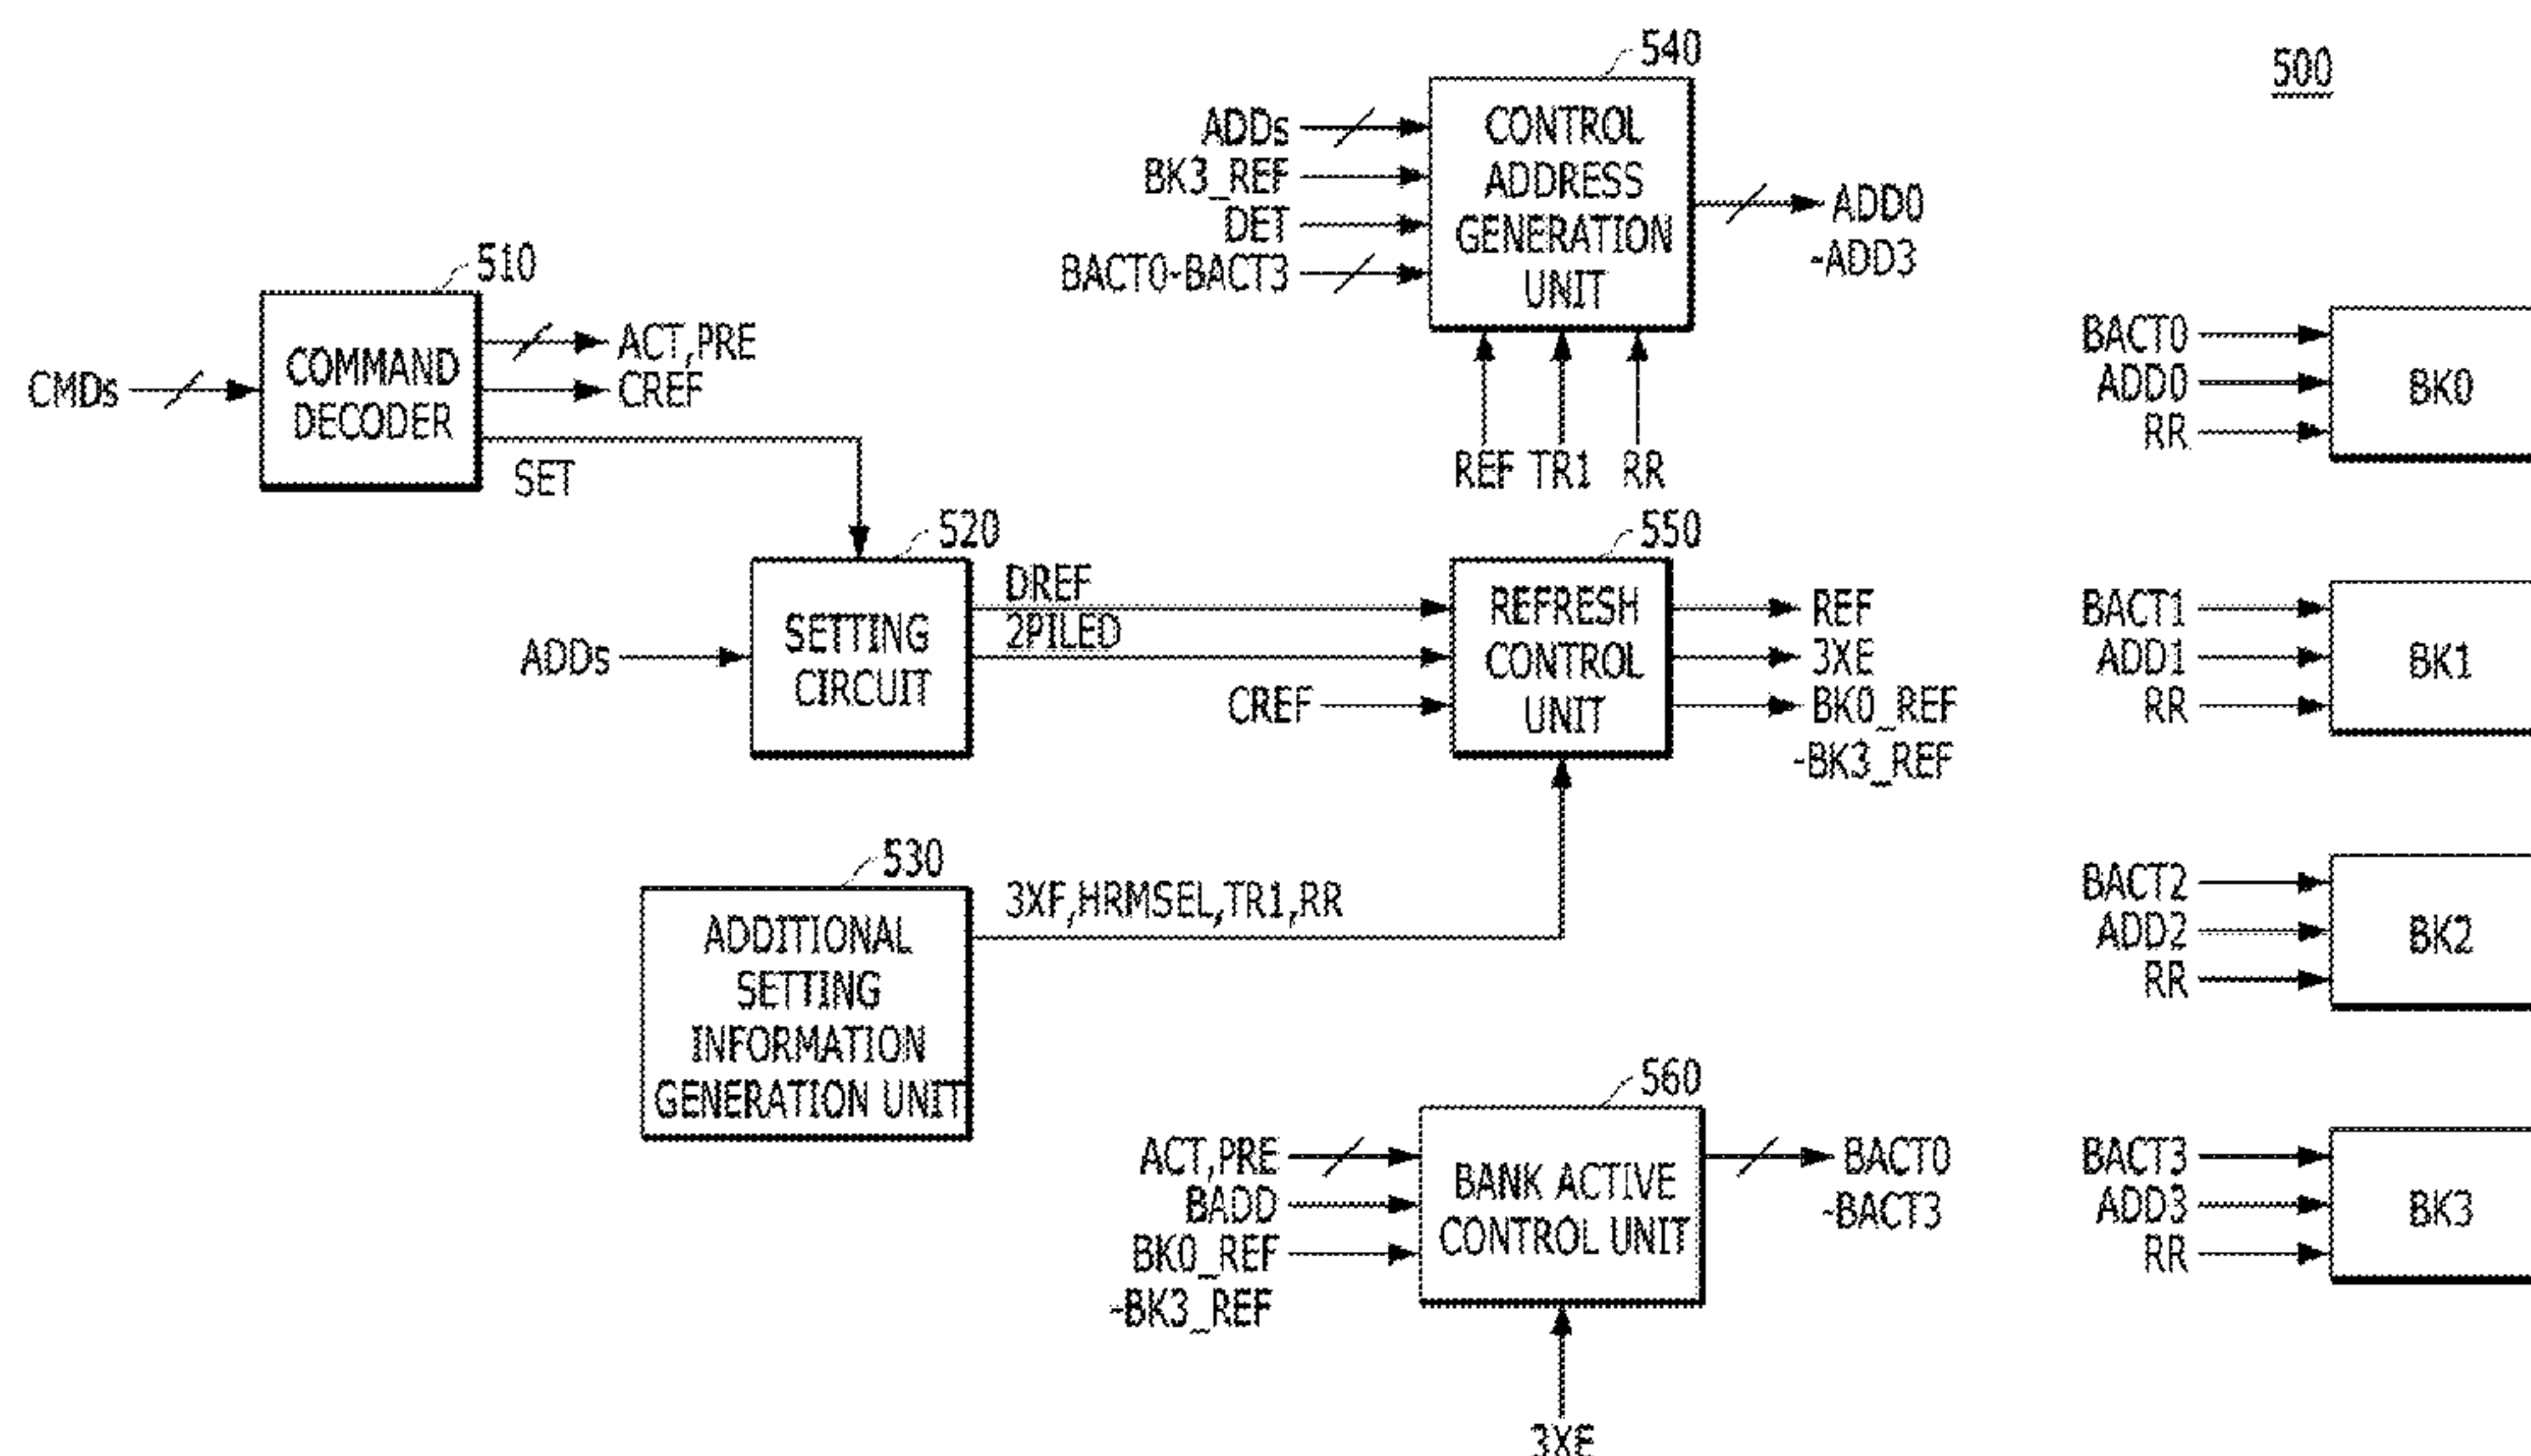 500
540
ADDs
BK3_REF
DET
BACT0-BACT3
CONTROL
ADDRESS
GENERATION
UNIT
ADD0
-ADD3
REF TR1 RR
510
CMDs
COMMAND
DECODER
ACT,PRE
CREF
SET
520
ADDs
SETTING
CIRCUIT
DREF
2PILED
CREF
550
REFRESH
CONTROL
UNIT
REF
3XE
BK0_REF
-BK3_REF
530
ADDITIONAL
SETTING
INFORMATION
GENERATION UNIT
3XF,HRMSEL,TR1,RR
560
ACT,PRE
BADD
BK0_REF
-BK3_REF
BANK ACTIVE
CONTROL UNIT
BACT0
-BACT3
3XE
BACT0
ADD0
RR
BK0
BACT1
ADD1
RR
BK1
BACT2
ADD2
RR
BK2
BACT3
ADD3
RR
BK3